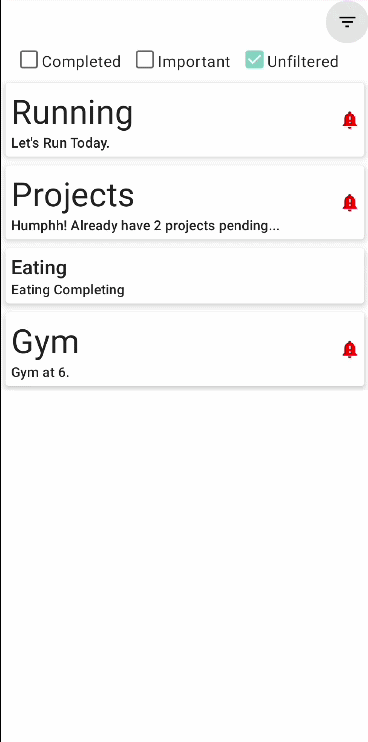 Completed Important Unfiltered
Running
Let's Run Today.
Projects
Humphh! Already have 2 projects pending...
Eating
Eating Completing
Gym
Gym at 6.